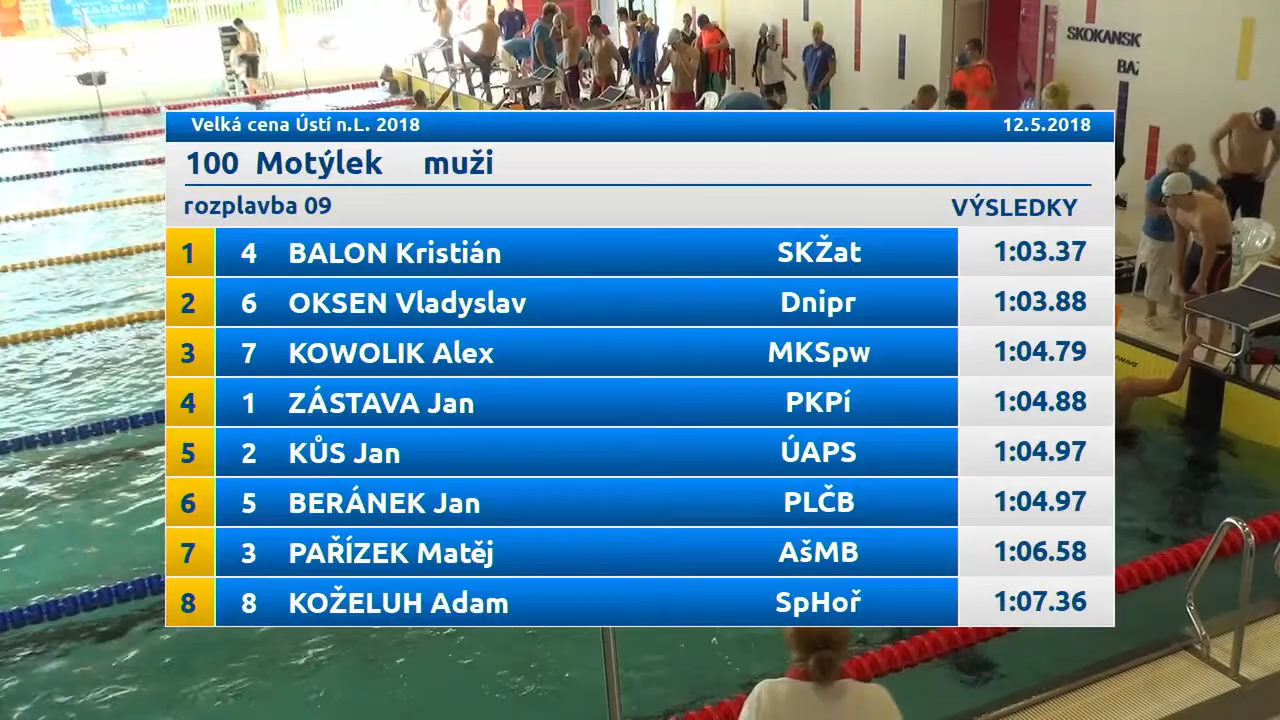 AKADEMIE
SKOKANSK
BAZ
Velká cena Ústí n.L. 2018 12.5.2018
100 Motýlek muži
rozplavba 09 VÝSLEDKY
1 4 BALON Kristián SKŽat 1:03.37
2 6 OKSEN Vladyslav Dnipr 1:03.88
3 7 KOWOLIK Alex MKSpw 1:04.79
4 1 ZÁSTAVA Jan PKPí 1:04.88
5 2 KŮS Jan ÚAPS 1:04.97
6 5 BERÁNEK Jan PLČB 1:04.97
7 3 PAŘÍZEK Matěj AšMB 1:06.58
8 8 KOŽELUH Adam SpHoř 1:07.36